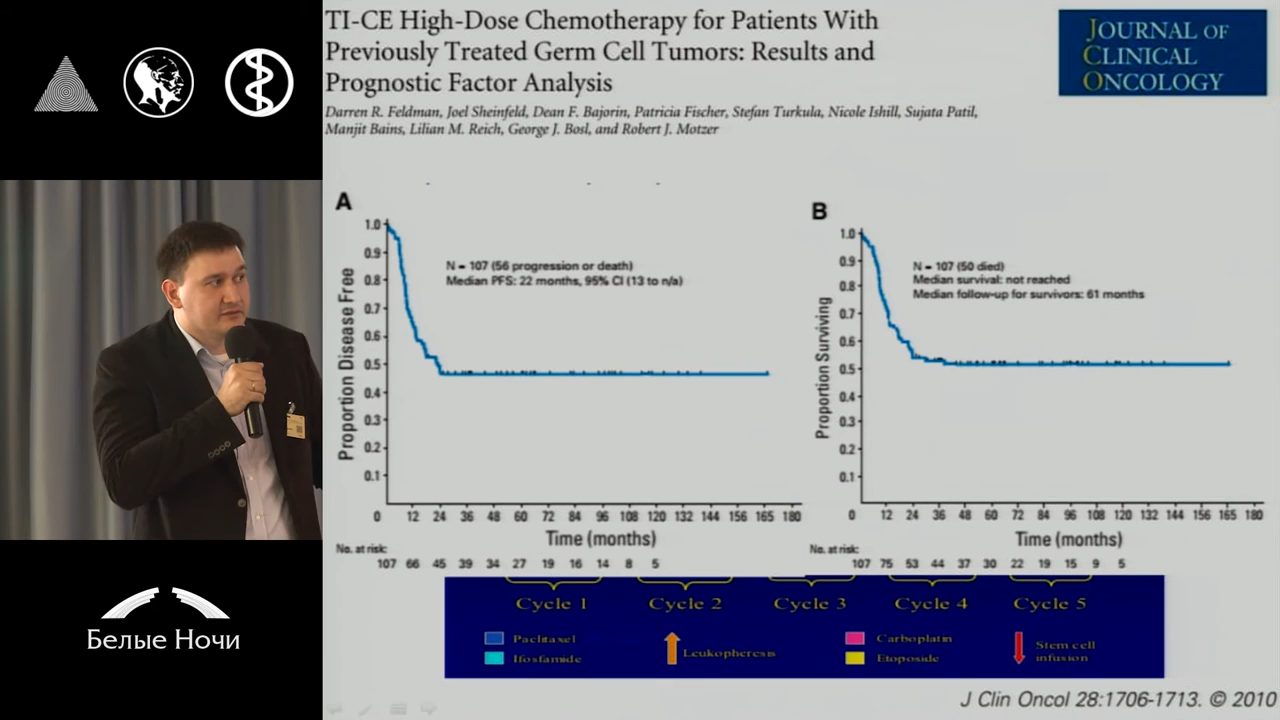 TI-CE High-Dose Chemotherapy for Patients With
Previously Treated Germ Cell Tumors: Results and
Prognostic Factor Analysis
Darren R. Feldman, Joel Sheinfeld, Dean F. Bajorin, Patricia Fischer, Stefan Turkula, Nicole Ishill, Sujata Patil,
Manjit Bains, Lilian M. Reich, George J. Bosl, and Robert J. Motzer
JOURNAL OF
CLINICAL
ONCOLOGY
A
Proportion Disease Free
1.0
0.9
0.8
0.7
0.6
0.5
0.4
0.3
0.2
0.1
N = 107 (56 progression or death)
Median PFS: 22 months, 95% CI (13 to n/a)
0 12 24 36 48 60 72 84 96 108 120 132 144 156 165 180
Time (months)
No. at risk:
107 66 45 39 34 27 19 16 14 8 5
B
Proportion Surviving
1.0
0.9
0.8
0.7
0.6
0.5
0.4
0.3
0.2
0.1
N = 107 (50 died)
Median survival: not reached
Median follow-up for survivors: 61 months
0 12 24 36 48 60 72 84 96 108 120 132 144 156 165 180
Time (months)
No. at risk:
107 75 53 44 37 30 22 19 15 9 5
Cycle 1 Cycle 2 Cycle 3 Cycle 4 Cycle 5
Paclitaxel
Ifosfamide
Leukopheresis
Carboplatin
Etoposide
Stem cell
infusion
J Clin Oncol 28:1706-1713. © 2010
Белые Ночи